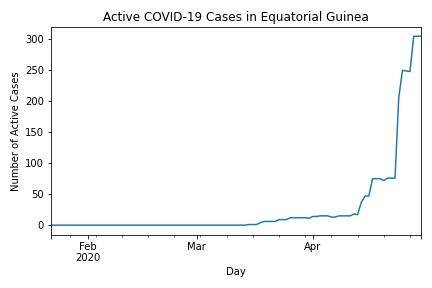 Active COVID-19 Cases in Equatorial Guinea
Number of Active Cases
300
250
200
150
100
50
0
Feb
2020
Mar
Apr
Day